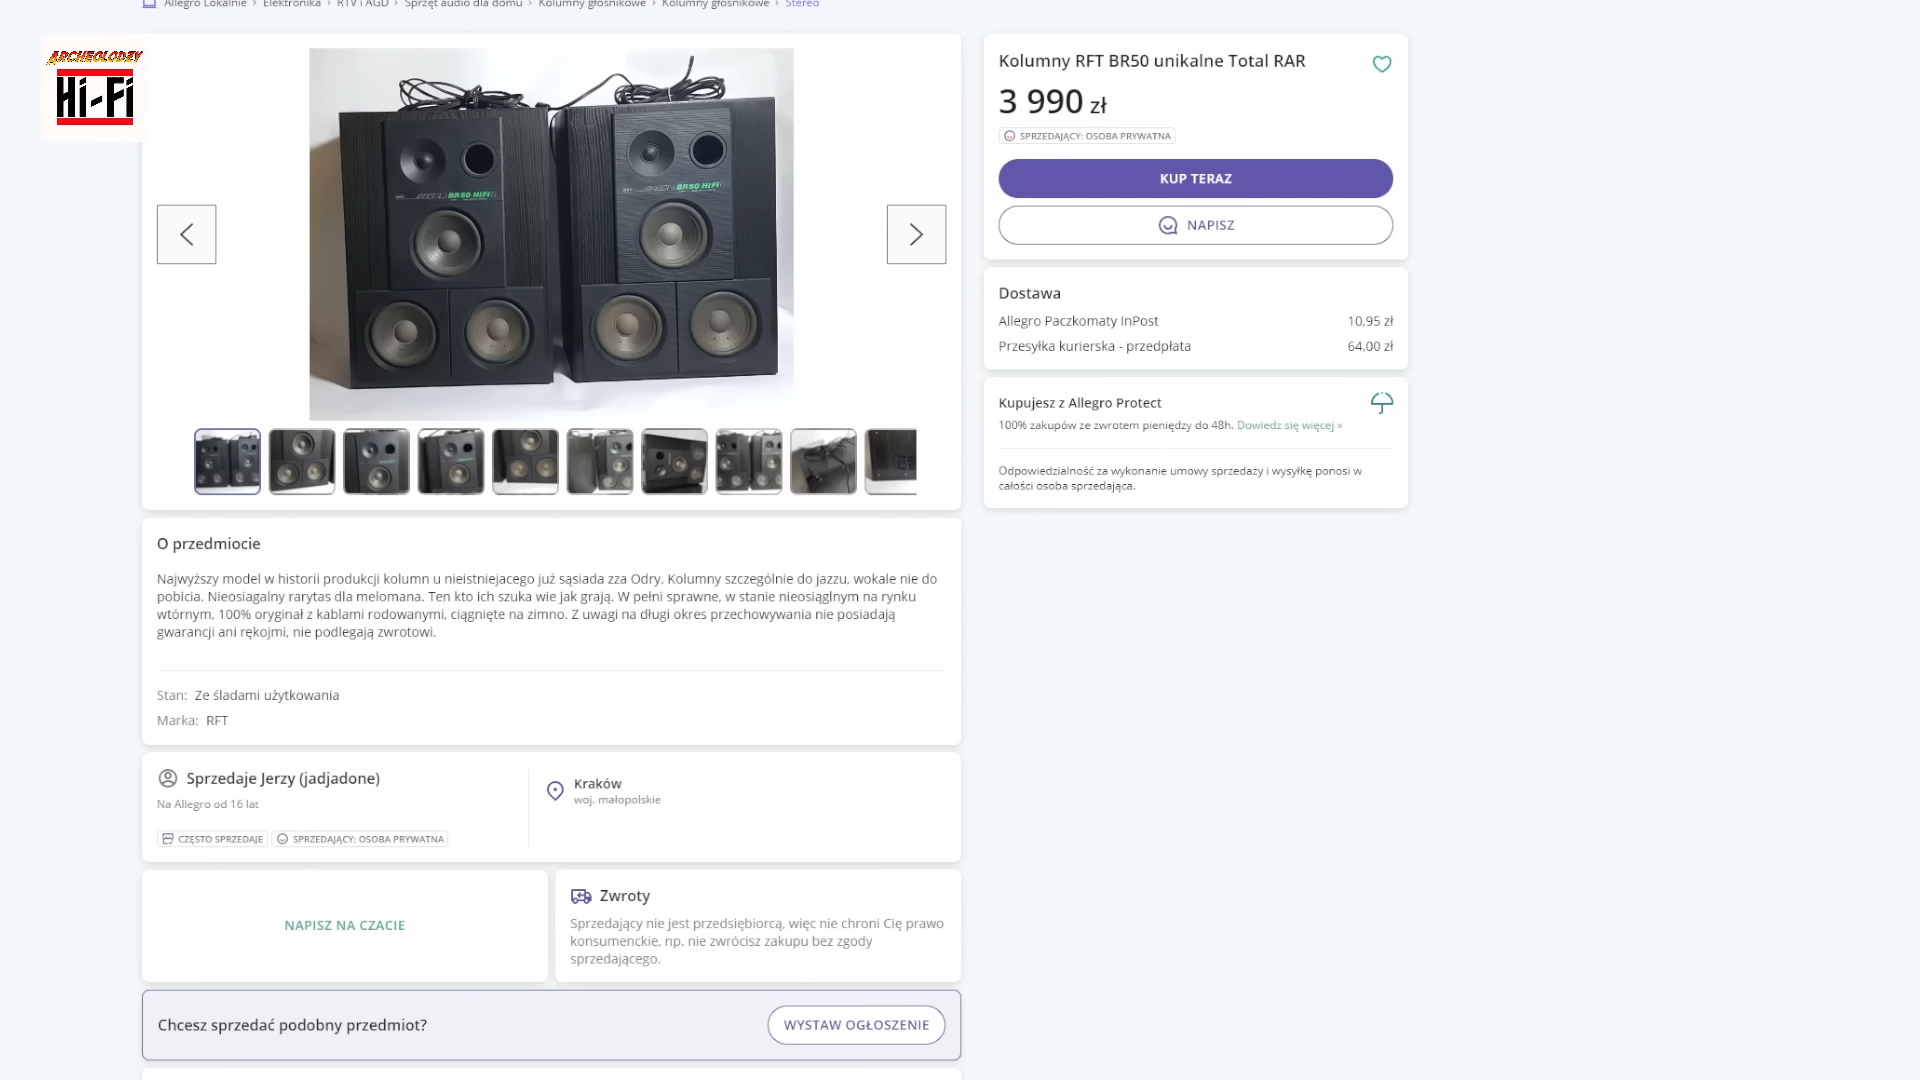 Allegro Lokalnie › Elektronika › RTV i AGD › Sprzęt audio dla domu › Kolumny głośnikowe › Kolumny głośnikowe › Stereo
ARCHEOLODZY
Hi-Fi
BR50 HIFI
BR50 HIFI
Kolumny RFT BR50 unikalne Total RAR
3 990 zł
SPRZEDAJĄCY: OSOBA PRYWATNA
KUP TERAZ
NAPISZ
Dostawa
Allegro Paczkomaty InPost 10,95 zł
Przesyłka kurierska - przedpłata 64,00 zł
Kupujesz z Allegro Protect
100% zakupów ze zwrotem pieniędzy do 48h. Dowiedz się więcej »
Odpowiedzialność za wykonanie umowy sprzedaży i wysyłkę ponosi w
całości osoba sprzedająca.
O przedmiocie
Najwyższy model w historii produkcji kolumn u nieistniejacego już sąsiada zza Odry. Kolumny szczególnie do jazzu, wokale nie do
pobicia. Nieosiagalny rarytas dla melomana. Ten kto ich szuka wie jak grają. W pełni sprawne, w stanie nieosiąglnym na rynku
wtórnym, 100% oryginał z kablami rodowanymi, ciągnięte na zimno. Z uwagi na długi okres przechowywania nie posiadają
gwarancji ani rękojmi, nie podlegają zwrotowi.
Stan: Ze śladami użytkowania
Marka: RFT
Sprzedaje Jerzy (jadjadone)
Na Allegro od 16 lat
CZĘSTO SPRZEDAJE
SPRZEDAJĄCY: OSOBA PRYWATNA
Kraków
woj. małopolskie
NAPISZ NA CZACIE
Zwroty
Sprzedający nie jest przedsiębiorcą, więc nie chroni Cię prawo
konsumenckie, np. nie zwrócisz zakupu bez zgody
sprzedającego.
Chcesz sprzedać podobny przedmiot?
WYSTAW OGŁOSZENIE